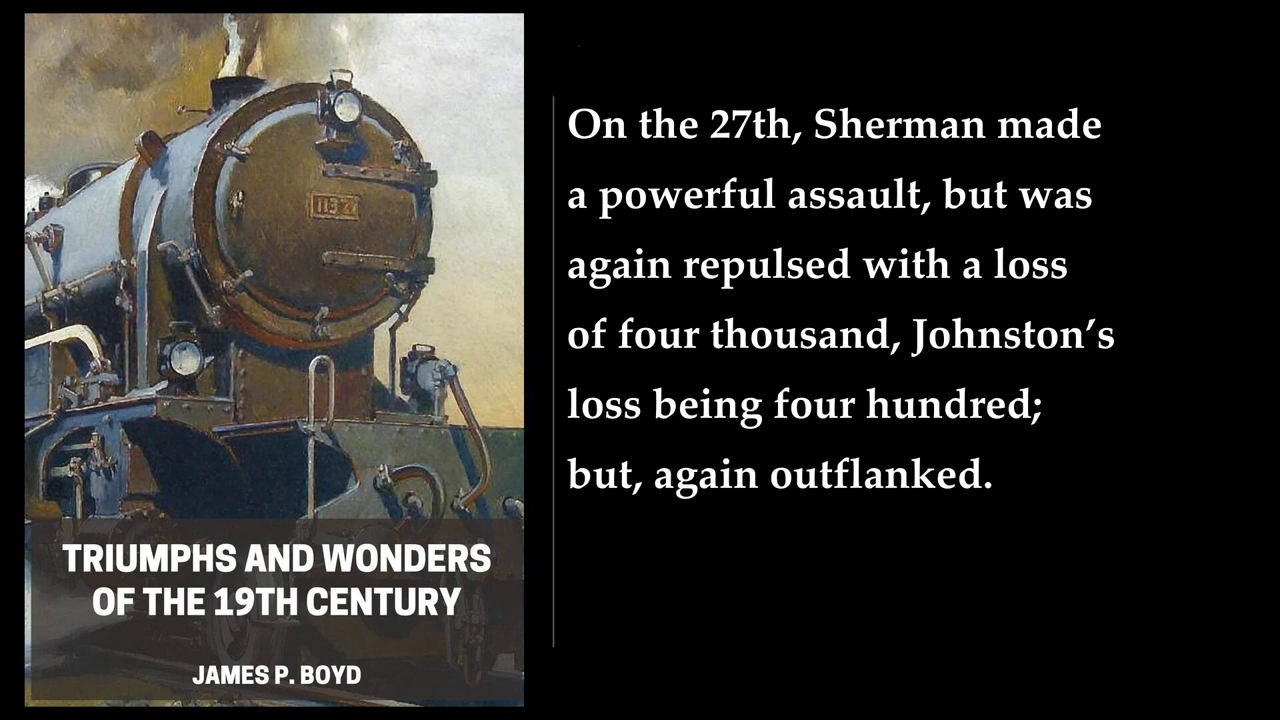 On the 27th, Sherman made
a powerful assault, but was
again repulsed with a loss
of four thousand, Johnston’s
loss being four hundred;
but, again outflanked.
TRIUMPHS AND WONDERS
OF THE 19TH CENTURY
JAMES P. BOYD